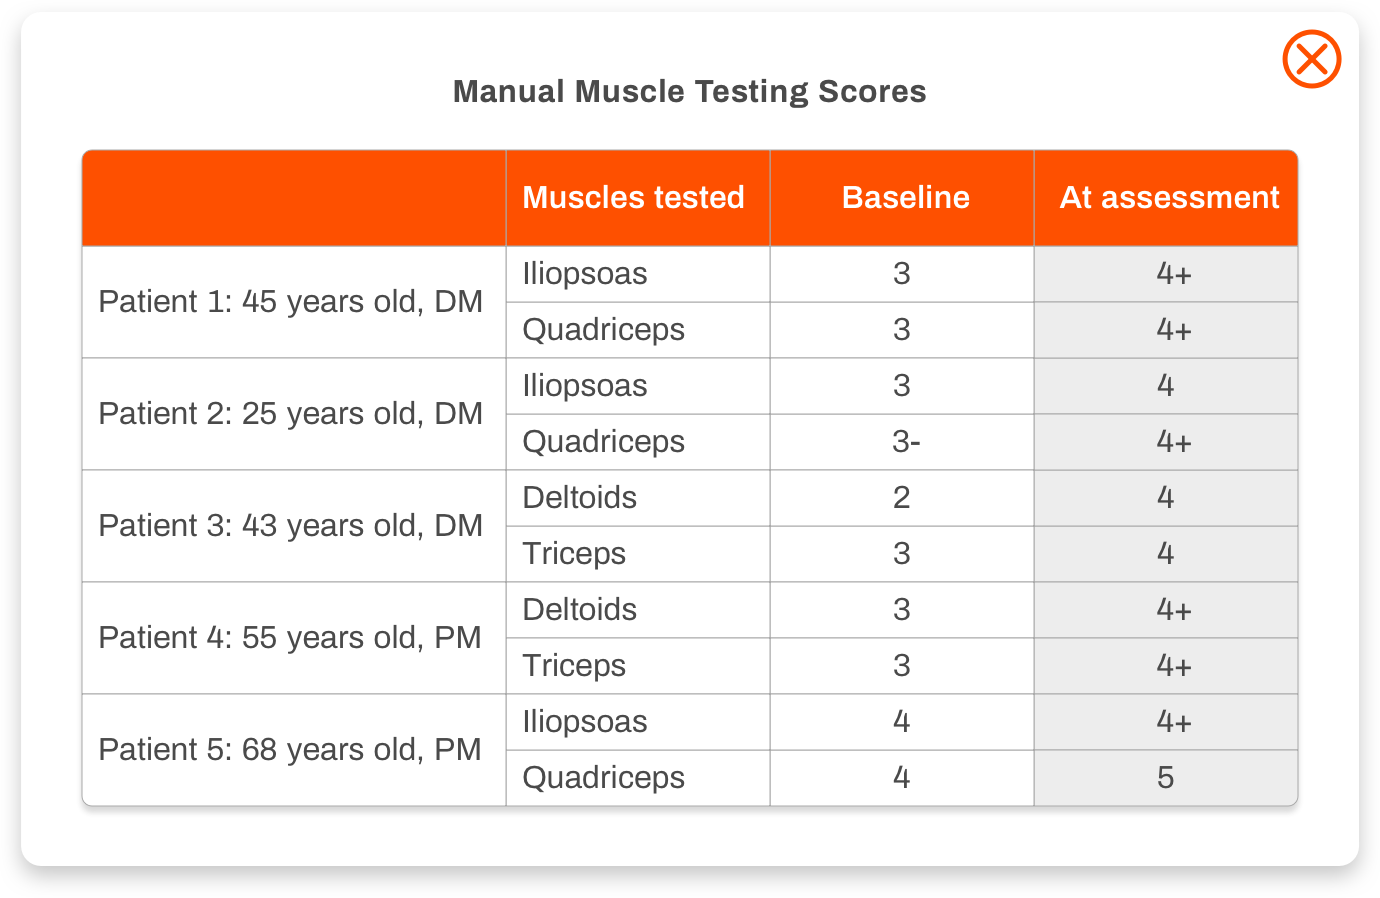 Manual Muscle Testing Scores
Muscles tested Baseline At assessment
Patient 1: 45 years old, DM
Iliopsoas 3 4+
Quadriceps 3 4+
Patient 2: 25 years old, DM
Iliopsoas 3 4
Quadriceps 3- 4+
Patient 3: 43 years old, DM
Deltoids 2 4
Triceps 3 4
Patient 4: 55 years old, PM
Deltoids 3 4+
Triceps 3 4+
Patient 5: 68 years old, PM
Iliopsoas 4 4+
Quadriceps 4 5